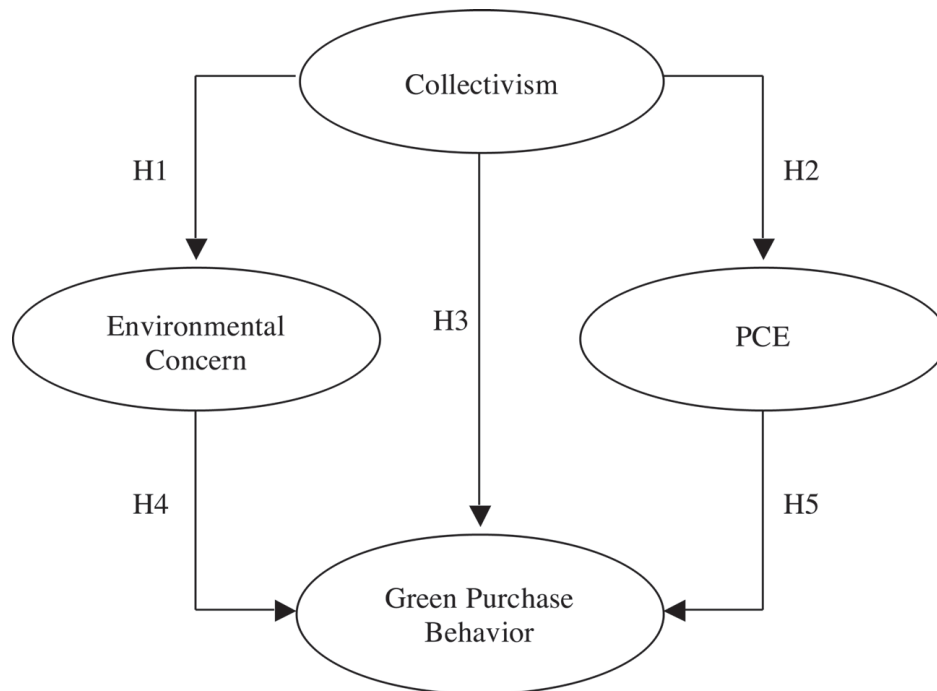 Collectivism
H1
H2
Environmental
Concern
H3
PCE
H4
H5
Green Purchase
Behavior